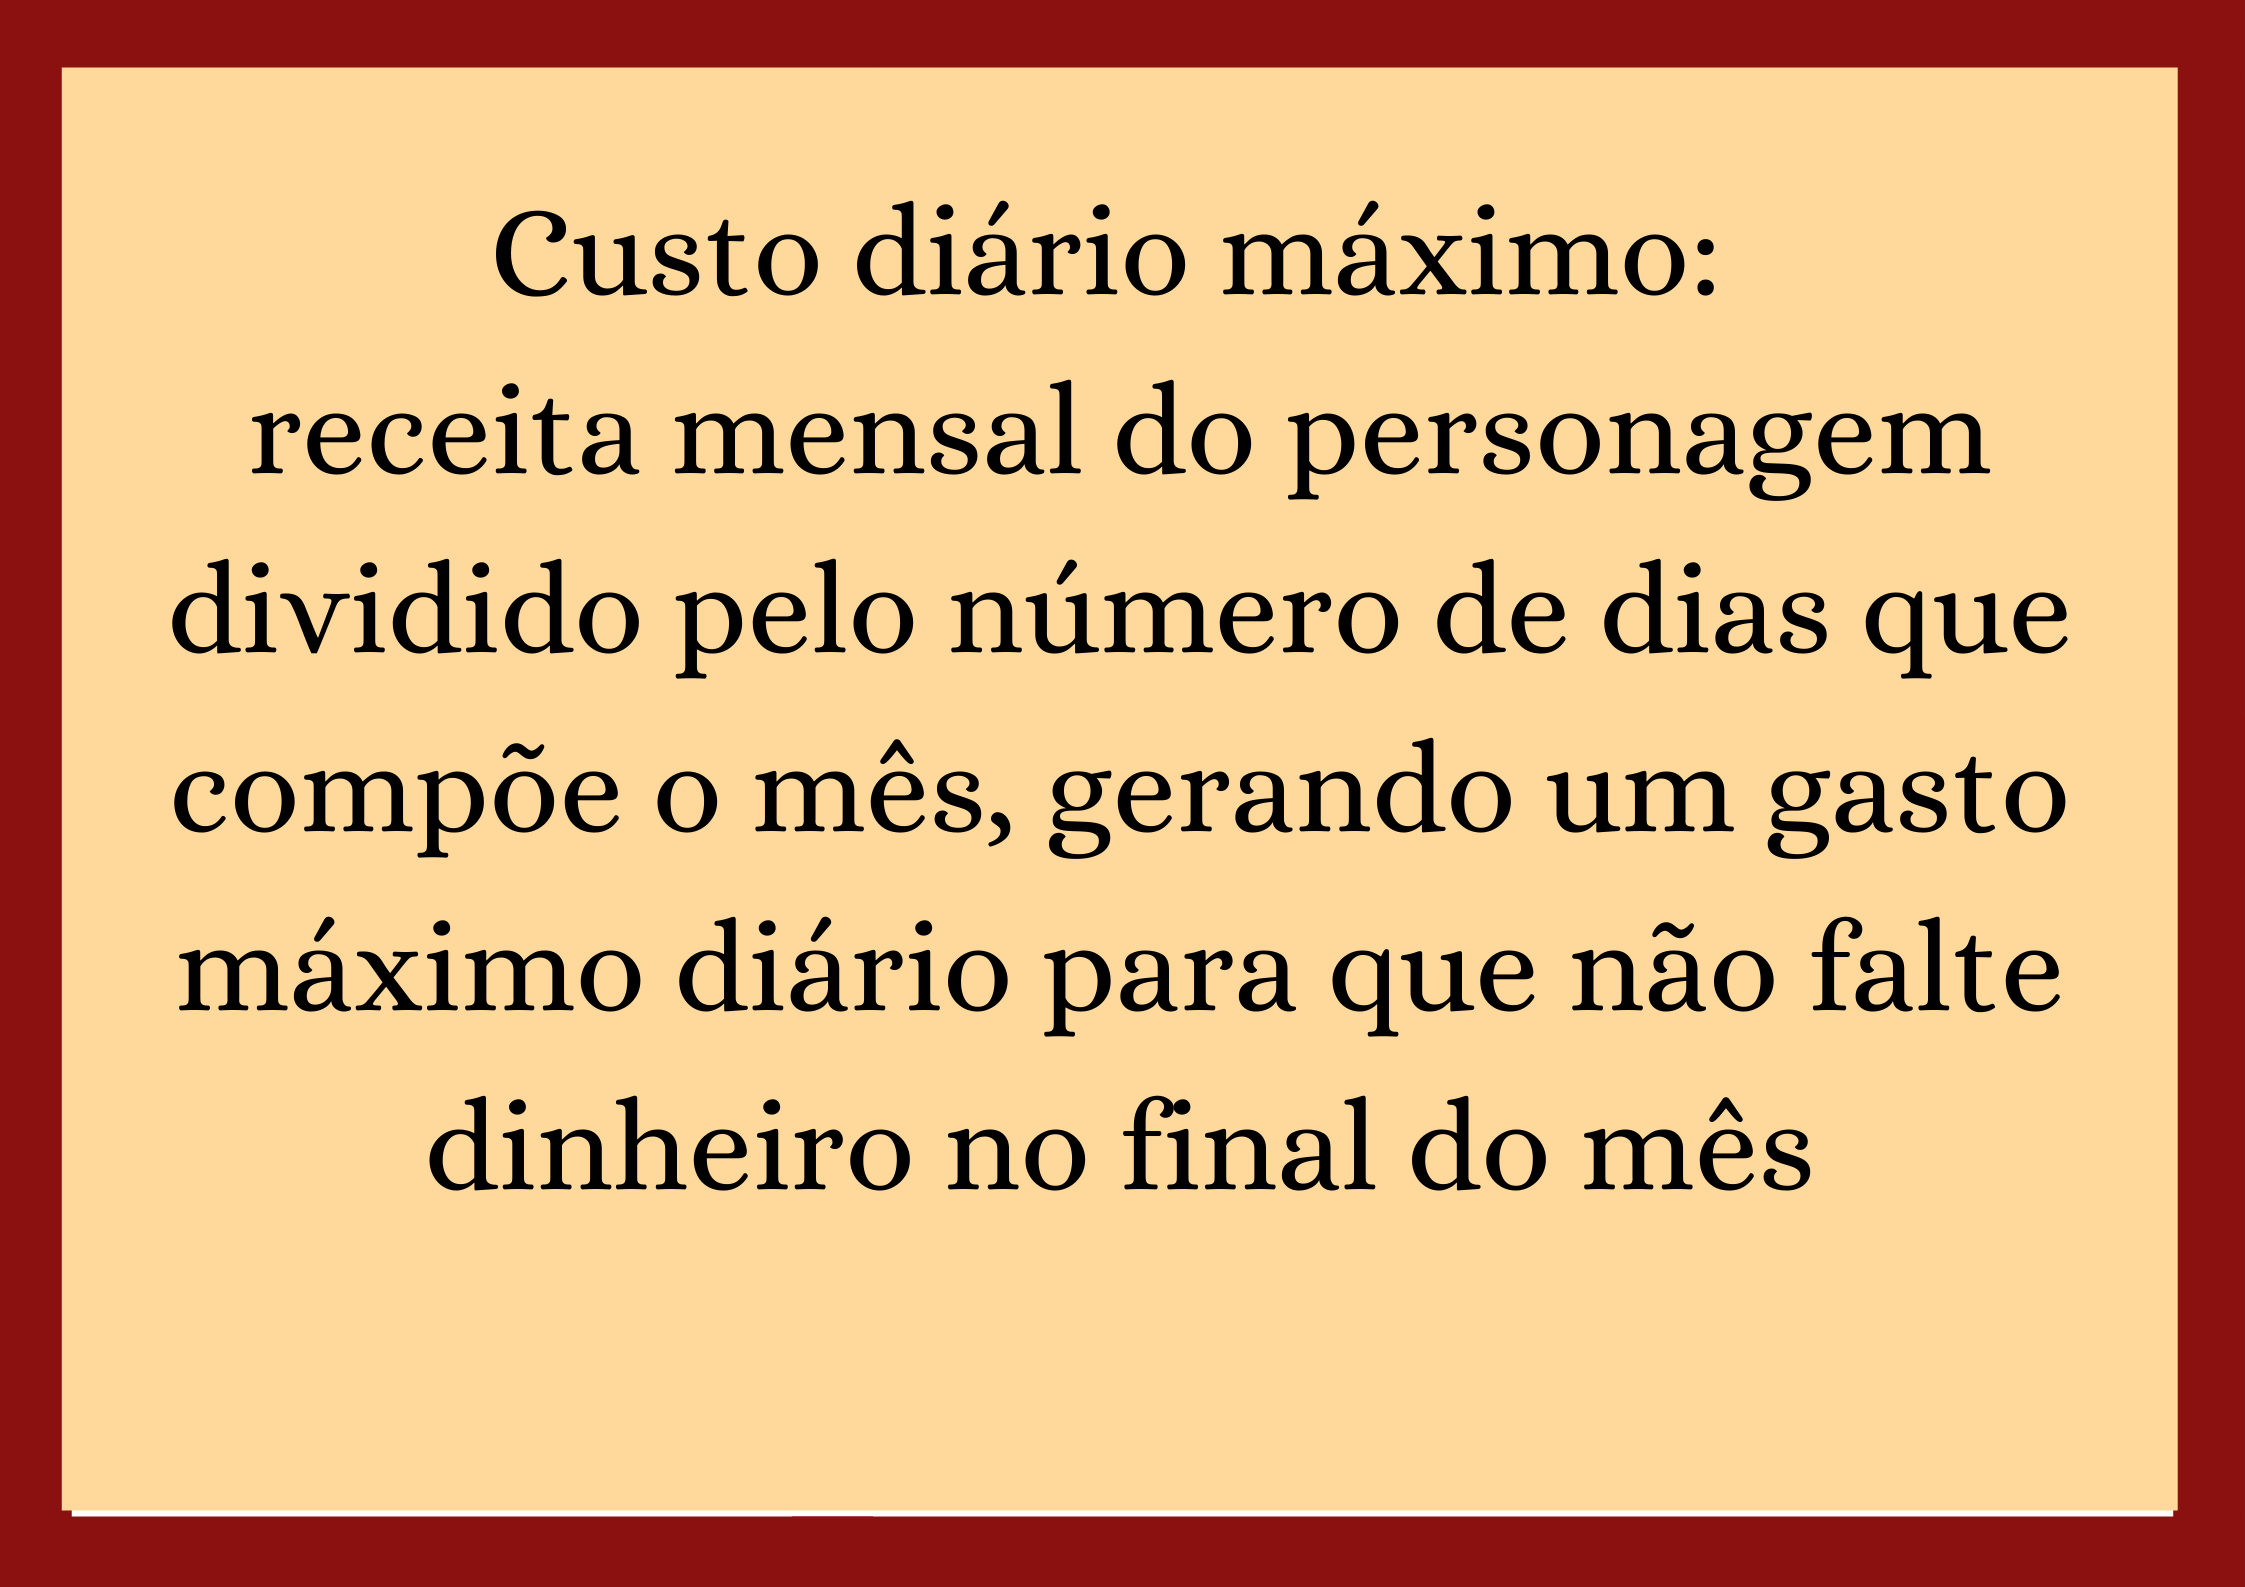 Custo diário máximo:
receita mensal do personagem
dividido pelo número de dias que
compõe o mês, gerando um gasto
máximo diário para que não falte
dinheiro no final do mês